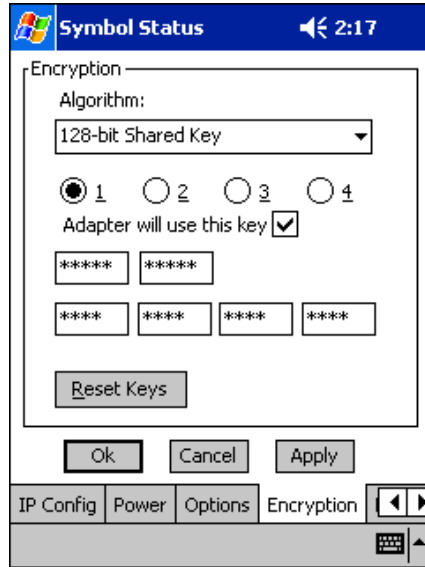 Symbol Status 2:17
Encryption
Algorithm:
128-bit Shared Key
1 2 3 4
Adapter will use this key
***** *****
**** **** **** ****
Reset Keys
Ok Cancel Apply
IP Config Power Options Encryption